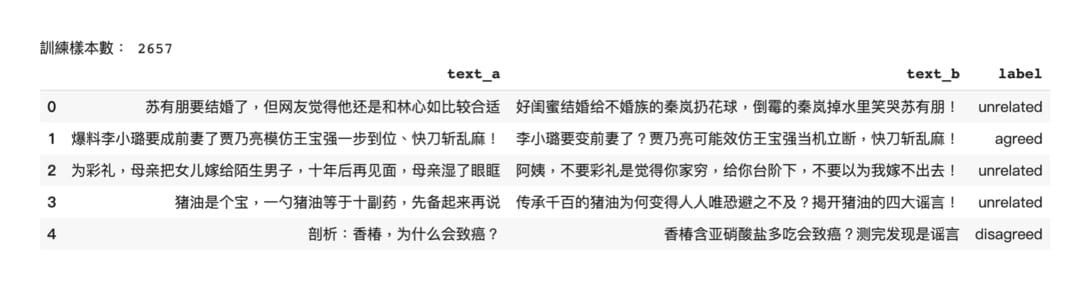 訓練樣本數： 2657
text_a text_b label
0 苏有朋要结婚了，但网友觉得他还是和林心如比较合适 好闺蜜结婚给不婚族的秦岚扔花球，倒霉的秦岚掉水里笑哭苏有朋！ unrelated
1 爆料李小璐要成前妻了贾乃亮模仿王宝强一步到位、快刀斩乱麻！ 李小璐要变前妻了？贾乃亮可能效仿王宝强当机立断，快刀斩乱麻！ agreed
2 为彩礼，母亲把女儿嫁给陌生男子，十年后再见面，母亲湿了眼眶 阿姨，不要彩礼是觉得你家穷，给你台阶下，不要以为我嫁不出去！ unrelated
3 猪油是个宝，一勺猪油等于十副药，先备起来再说 传承千百的猪油为何变得人人唯恐避之不及？揭开猪油的四大谣言！ unrelated
4 剖析：香椿，为什么会致癌？ 香椿含亚硝酸盐多吃会致癌？测完发现是谣言 disagreed